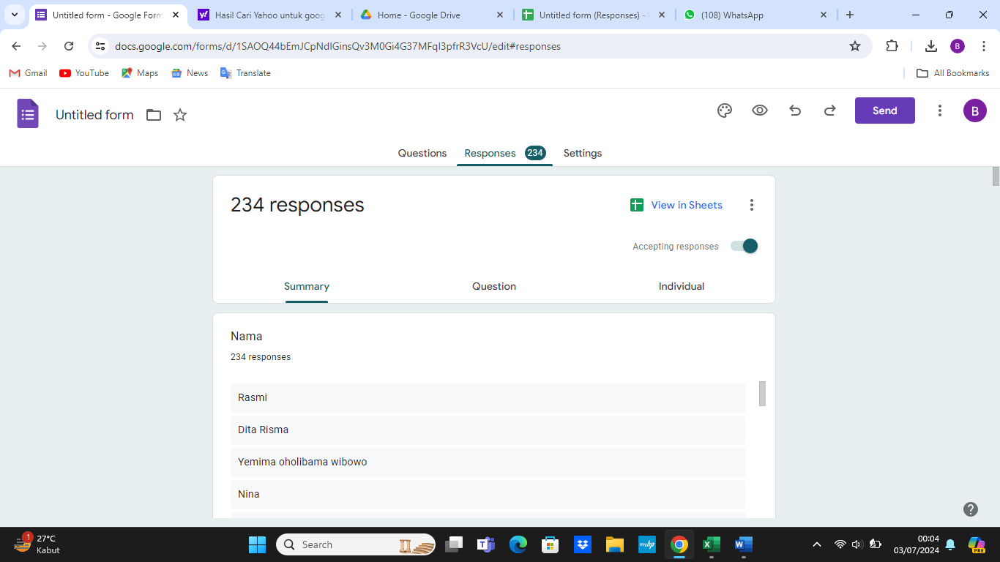 Untitled form - Google Form
Hasil Cari Yahoo untuk goog
Home - Google Drive
Untitled form (Responses) -
(108) WhatsApp
docs.google.com/forms/d/1SAOQ44bEmJCpNdIGinsQv3M0Gi4G37MFqI3pfrR3VcU/edit#responses
B
Gmail
YouTube
Maps
News
Translate
All Bookmarks
Untitled form
Send
B
Questions
Responses 234
Settings
234 responses
View in Sheets
Accepting responses
Summary
Question
Individual
Nama
234 responses
Rasmi
Dita Risma
Yemima oholibama wibowo
Nina
1
27°C
Kabut
Search
myhp
00:04
03/07/2024
PRE